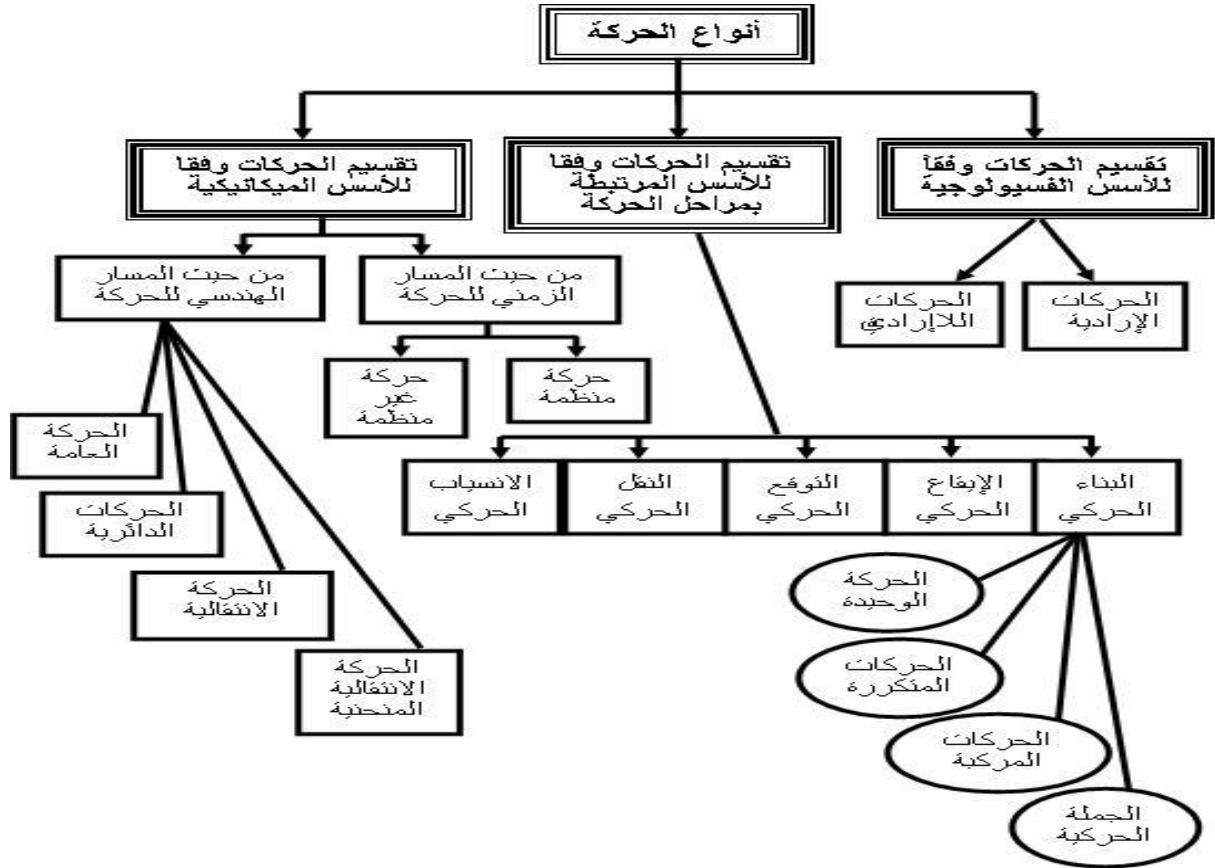 أنواع الحركة
تقسيم الحركات وفقاً
للأسس الفسيولوجية
تقسيم الحركات وفقا
للأسس المرتبطة
بمراحل الحركة
تقسيم الحركات وفقا
للأسس الميكانيكية
الحركات
الإرادية
الحركات
اللاإرادية
من حيث المسار
الزمني للحركة
من حيث المسار
الهندسي للحركة
حركة
منظمة
حركة
غير
منظمة
البناء
الحركي
الإيقاع
الحركي
التوقع
الحركي
النقل
الحركي
الانسياب
الحركي
الحركة
العامة
الحركات
الدائرية
الحركة
الانتقالية
الحركة
الانتقالية
المنحنية
الحركة
الوحيدة
الحركات
المتكررة
الحركات
المركبة
الجملة
الحركية